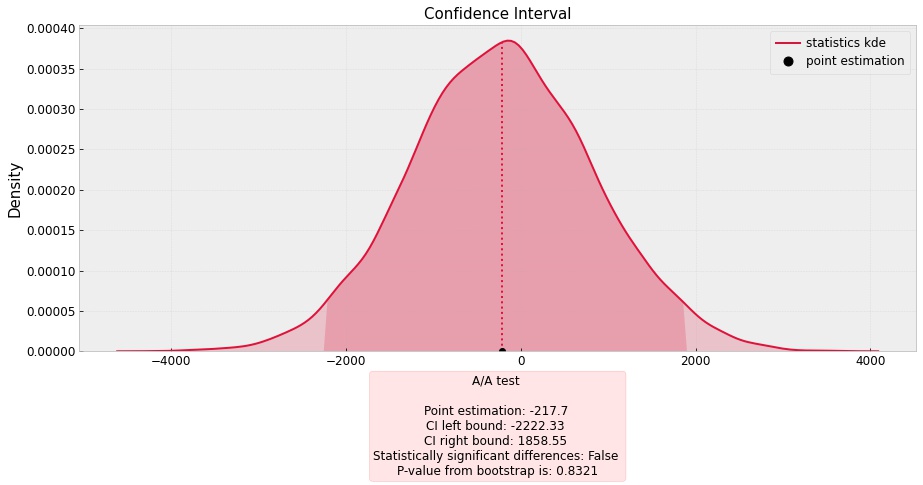 Confidence Interval
statistics kde
point estimation
0.00040
0.00035
0.00030
0.00025
0.00020
0.00015
0.00010
0.00005
0.00000
Density
−4000
−2000
0
2000
4000
A/A test
Point estimation: -217.7
CI left bound: -2222.33
CI right bound: 1858.55
Statistically significant differences: False
P-value from bootstrap is: 0.8321